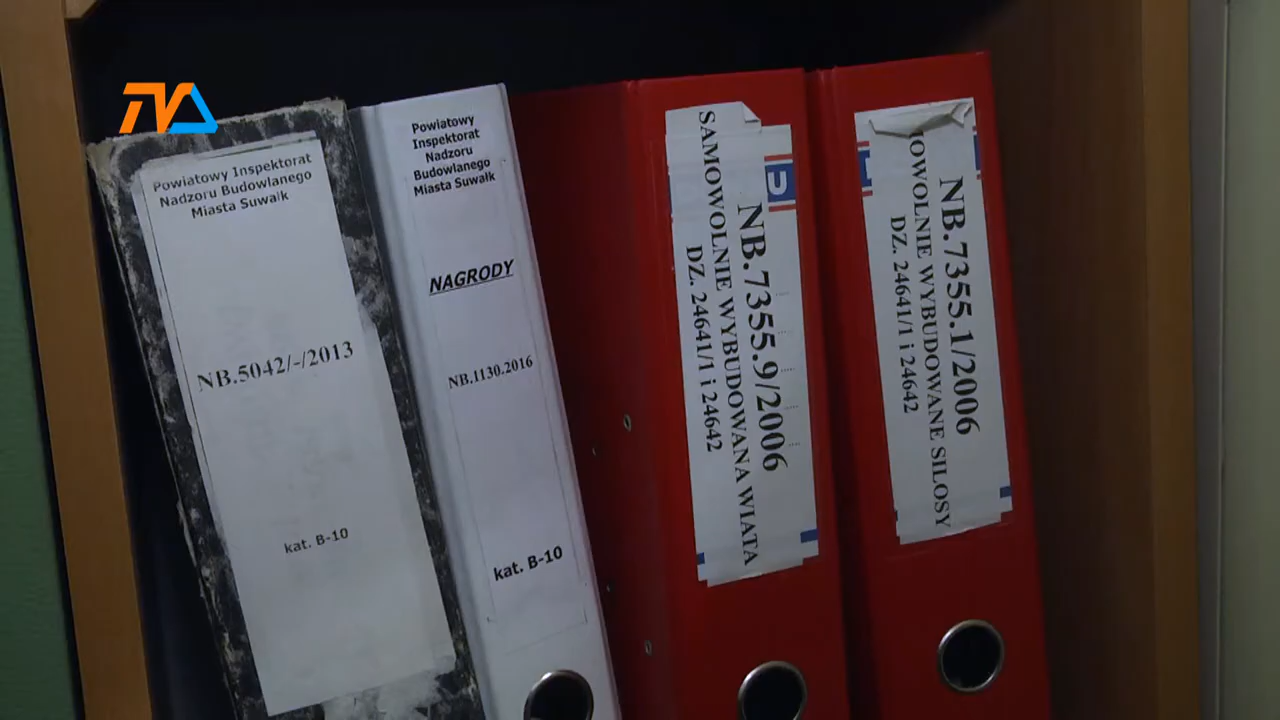 TVA
Powiatowy Inspektorat
Nadzoru Budowlanego
Miasta Suwałk
NB.5042/-/2013
kat. B-10
Powiatowy
Inspektorat
Nadzoru
Budowlanego
Miasta Suwałk
NAGRODY
NB.1130.2016
kat. B-10
NB.7355.9/2006
SAMOWOLNIE WYBUDOWANA WIATA
DZ. 24641/1 i 24642
NB.7355.1/2006
OWOLNIE WYBUDOWANE SILOSY
DZ. 24641/1 i 24642